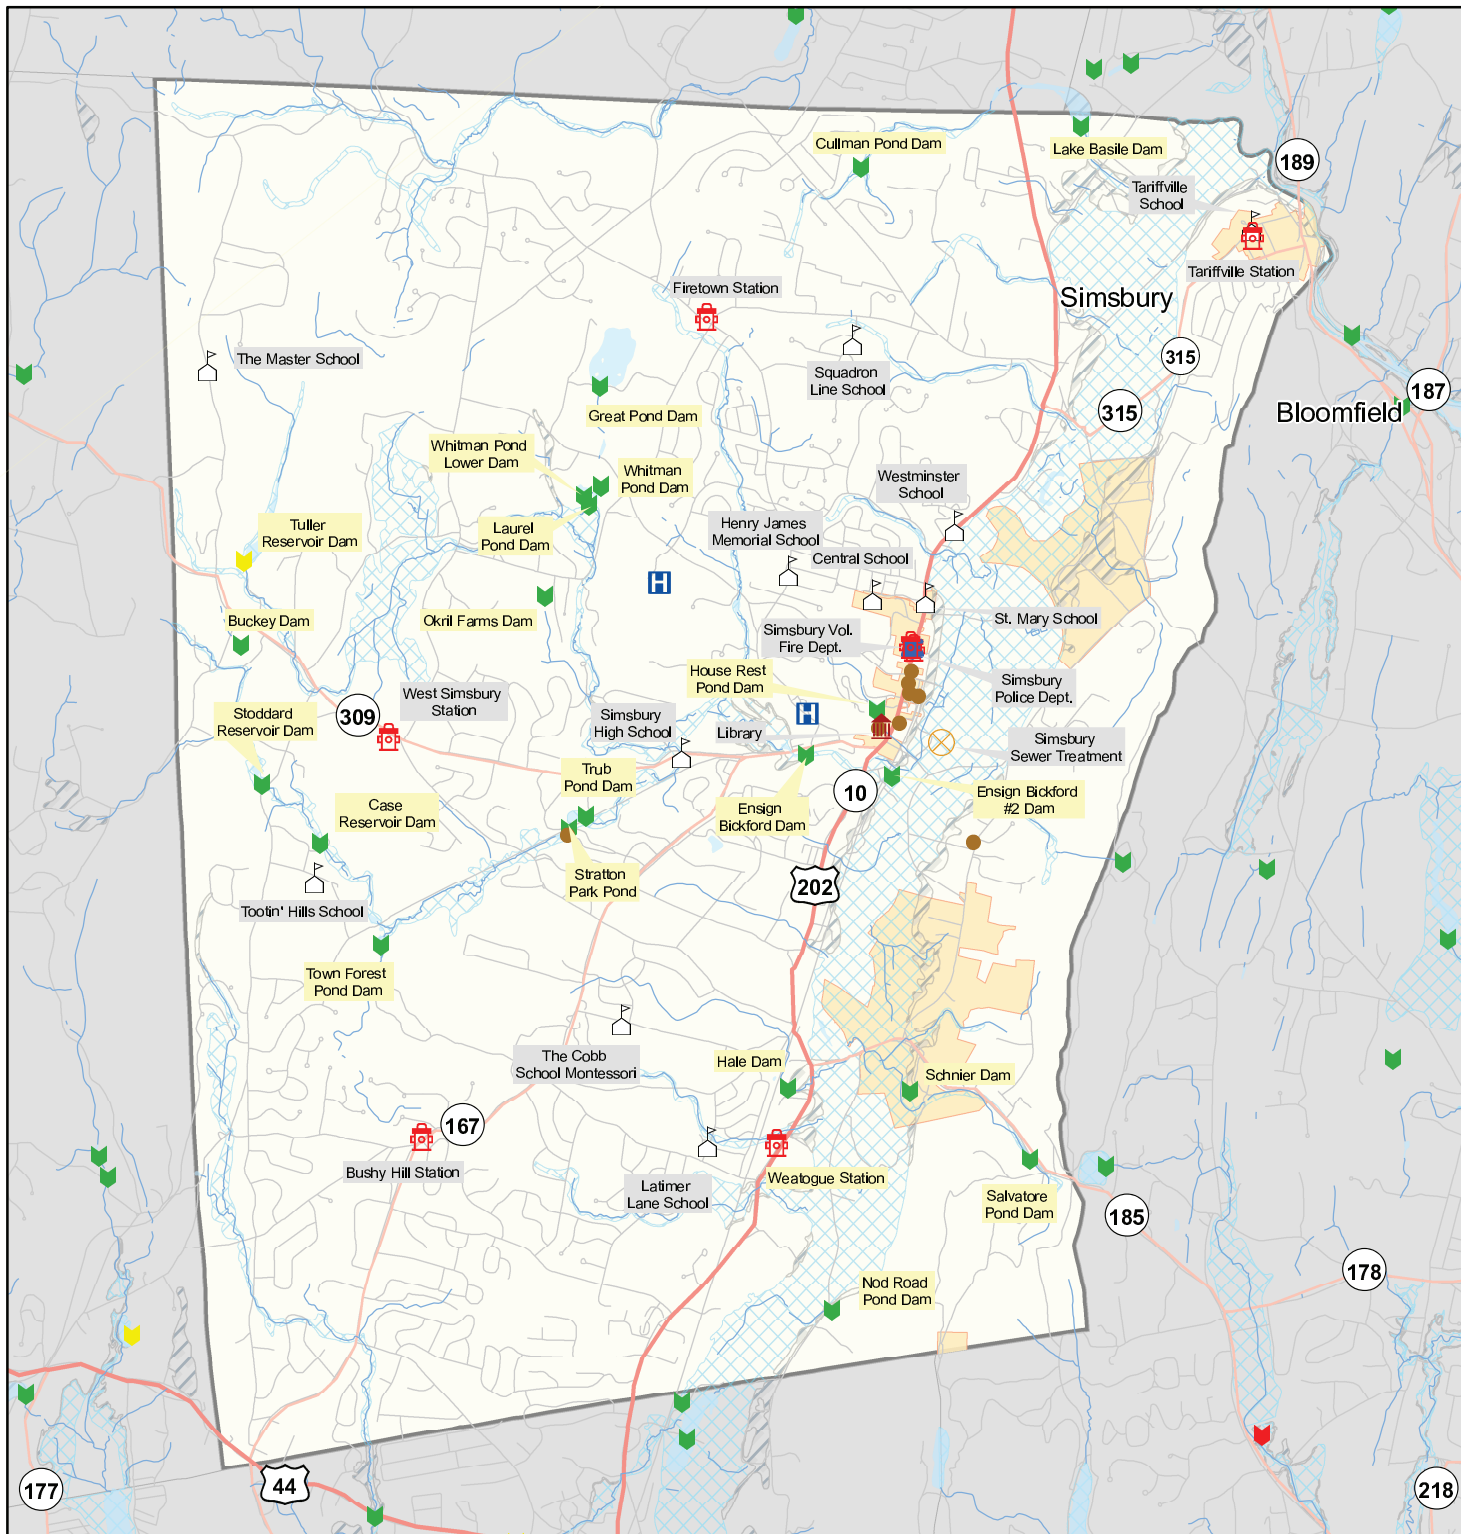 Cullman Pond Dam
Lake Basile Dam
189
Tariffville
School
Tariffville Station
Firetown Station
Simsbury
The Master School
Squadron
Line School
315
187
315
Bloomfield
Great Pond Dam
Whitman Pond
Lower Dam
Whitman
Pond Dam
Westminster
School
Tuller
Reservoir Dam
Laurel
Pond Dam
Henry James
Memorial School
Central School
H
Buckey Dam
Okril Farms Dam
St. Mary School
Simsbury Vol.
Fire Dept.
House Rest
Pond Dam
Simsbury
Police Dept.
West Simsbury
Station
309
Stoddard
Reservoir Dam
Simsbury
High School
H
Library
Simsbury
Sewer Treatment
Trub
Pond Dam
10
Ensign Bickford
#2 Dam
Case
Reservoir Dam
Ensign
Bickford Dam
Stratton
Park Pond
202
Tootin' Hills School
Town Forest
Pond Dam
The Cobb
School Montessori
Hale Dam
Schnier Dam
167
Bushy Hill Station
Latimer
Lane School
Weatogue Station
Salvatore
Pond Dam
185
178
Nod Road
Pond Dam
177
44
218